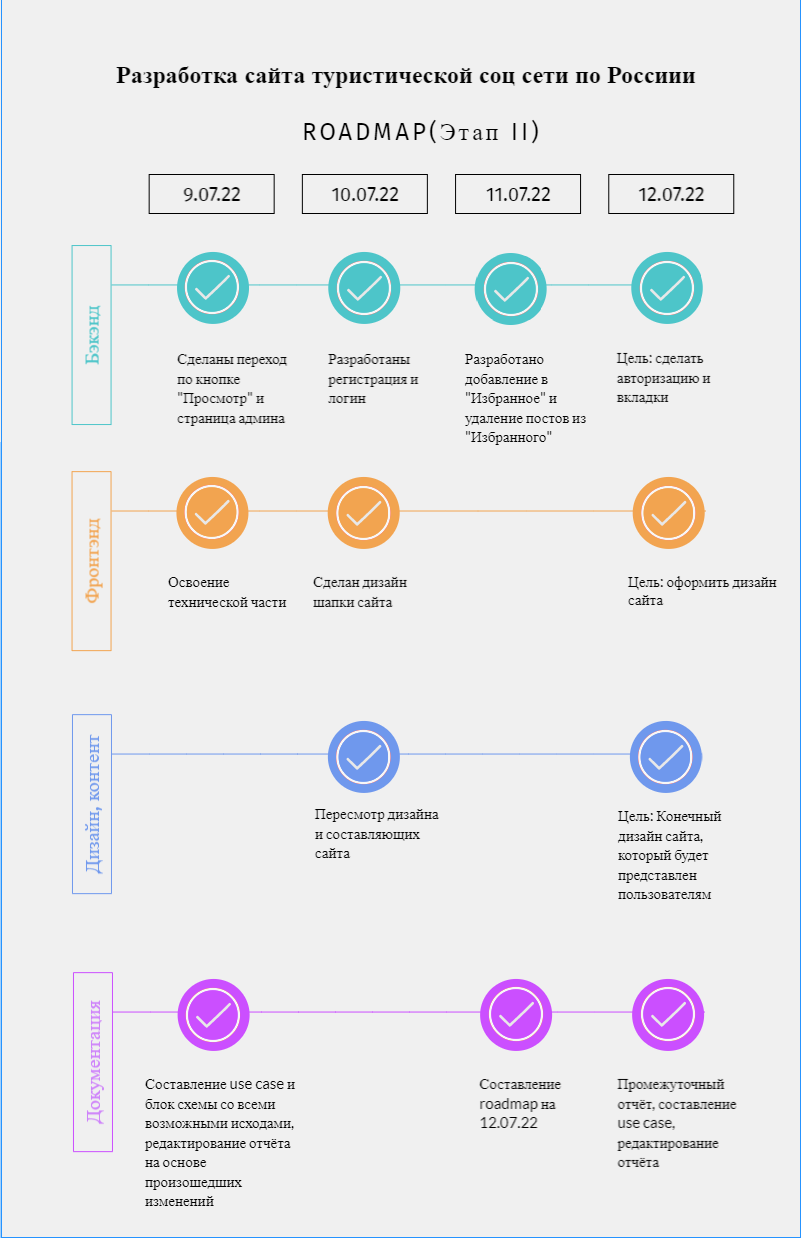 Разработка сайта туристической соц сети по Россиии
ROADMAP(Этап II)
9.07.22
10.07.22
11.07.22
12.07.22
Бэкэнд
Сделаны переход
по кнопке
"Просмотр" и
страница админа
Разработаны
регистрация и
логин
Разработано
добавление в
"Избранное" и
удаление постов из
"Избранного"
Цель: сделать
авторизацию и
вкладки
Фронтэнд
Освоение
технической части
Сделан дизайн
шапки сайта
Цель: оформить дизайн
сайта
Дизайн, контент
Пересмотр дизайна
и составляющих
сайта
Цель: Конечный
дизайн сайта,
который будет
представлен
пользователям
Документация
Составление use case и
блок схемы со всеми
возможными исходами,
редактирование отчёта
на основе
произошедших
изменений
Составление
roadmap на
12.07.22
Промежуточный
отчёт, составление
use case,
редактирование
отчёта